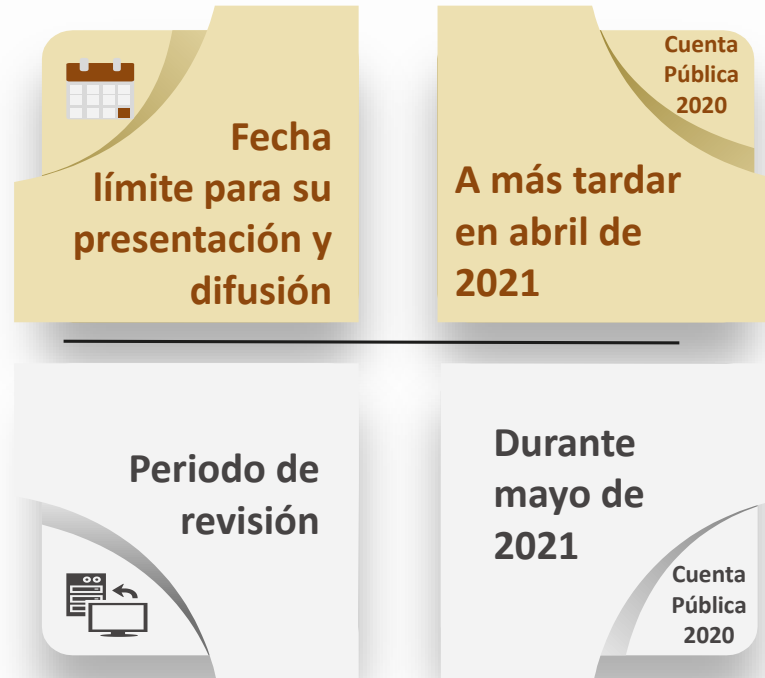 Fecha
límite para su
presentación y
difusión
Cuenta
Pública
2020
A más tardar
en abril de
2021
Periodo de
revisión
Durante
mayo de
2021
Cuenta
Pública
2020